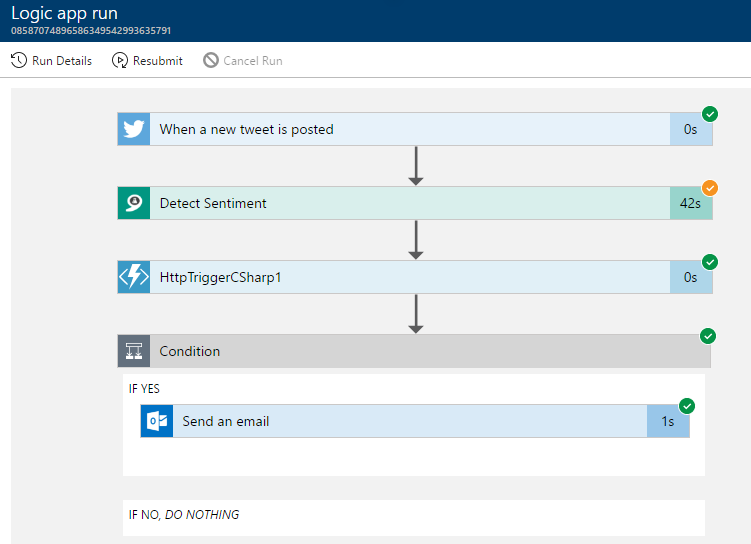 Logic app run
08587074896586349542993635791
Run Details Resubmit Cancel Run
When a new tweet is posted 0s
Detect Sentiment 42s
HttpTriggerCSharp1 0s
Condition
IF YES
Send an email 1s
IF NO, DO NOTHING